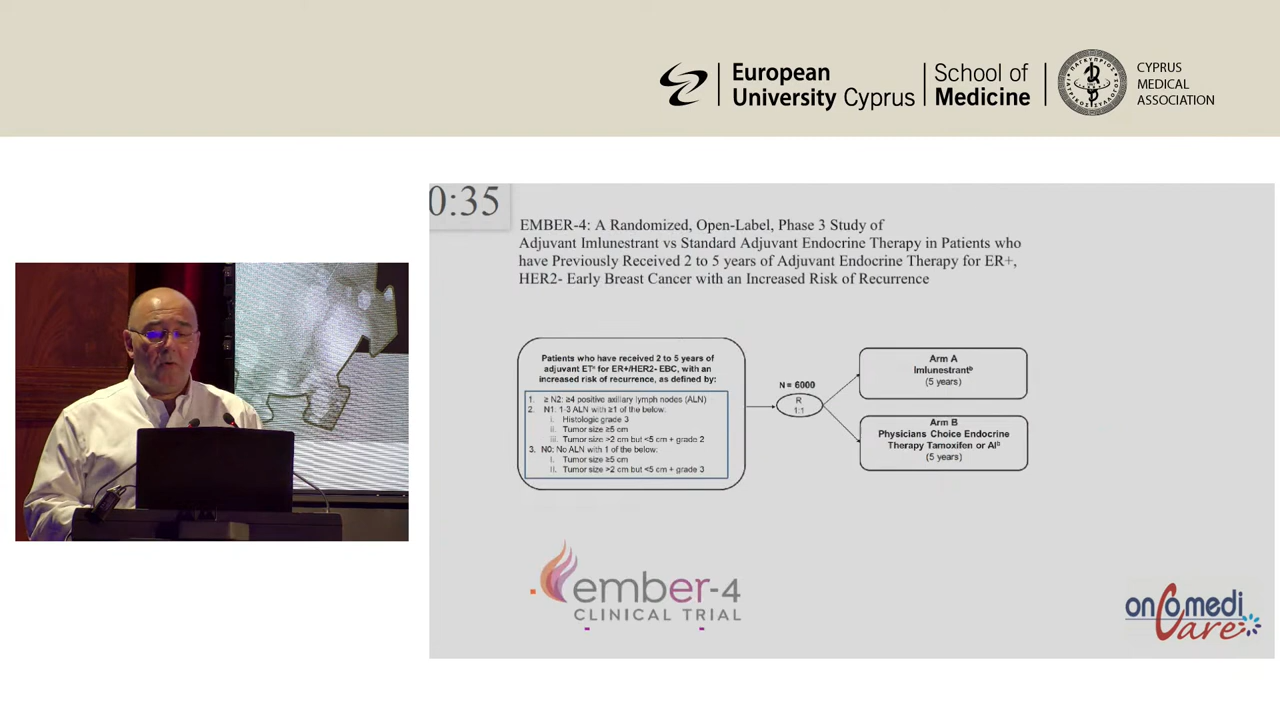 European
University Cyprus
School of
Medicine
CYPRUS
MEDICAL
ASSOCIATION
0:35
EMBER-4: A Randomized, Open-Label, Phase 3 Study of
Adjuvant Imlunestrant vs Standard Adjuvant Endocrine Therapy in Patients who
have Previously Received 2 to 5 years of Adjuvant Endocrine Therapy for ER+,
HER2- Early Breast Cancer with an Increased Risk of Recurrence
Patients who have received 2 to 5 years of
adjuvant ETᵃ for ER+/HER2- EBC, with an
increased risk of recurrence, as defined by:
1. ≥ N2: ≥4 positive axillary lymph nodes (ALN)
2. N1: 1-3 ALN with ≥1 of the below:
i. Histologic grade 3
ii. Tumor size ≥5 cm
iii. Tumor size >2 cm but <5 cm + grade 2
3. N0: No ALN with 1 of the below:
i. Tumor size ≥5 cm
II. Tumor size >2 cm but <5 cm + grade 3
N = 6000
R
1:1
Arm A
Imlunestrantᵇ
(5 years)
Arm B
Physicians Choice Endocrine
Therapy Tamoxifen or AIᵇ
(5 years)
ember-4
CLINICAL TRIAL
oncomedi
Care